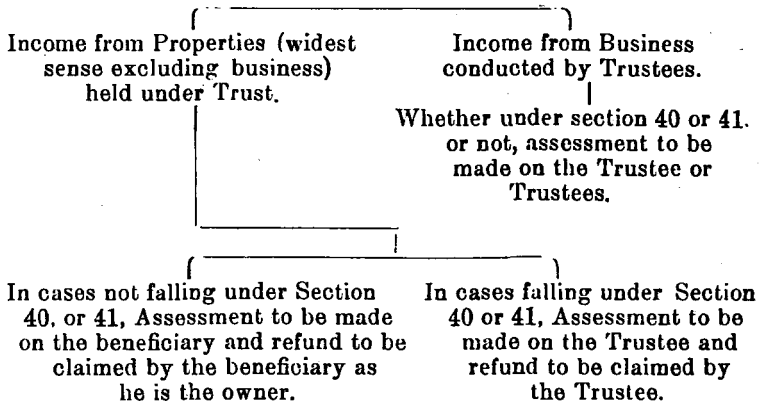 Income from Properties (widest
sense excluding business)
held under Trust.
Income from Business
conducted by Trustees.
Whether under section 40 or 41.
or not, assessment to be
made on the Trustee or
Trustees.
In cases not falling under Section
40, or 41, Assessment to be made
on the beneficiary and refund to be
claimed by the beneficiary as
he is the owner.
In cases falling under Section
40 or 41, Assessment to be
made on the Trustee and
refund to be claimed by
the Trustee.